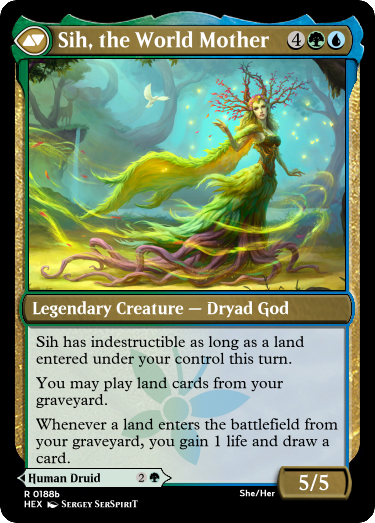 Sih, the World Mother 4
Legendary Creature — Dryad God
Sih has indestructible as long as a land
entered under your control this turn.
You may play land cards from your
graveyard.
Whenever a land enters the battlefield from
your graveyard, you gain 1 life and draw a
card.
Human Druid 2
5/5
R 0188b
She/Her
HEX Sergey SerSpiriT